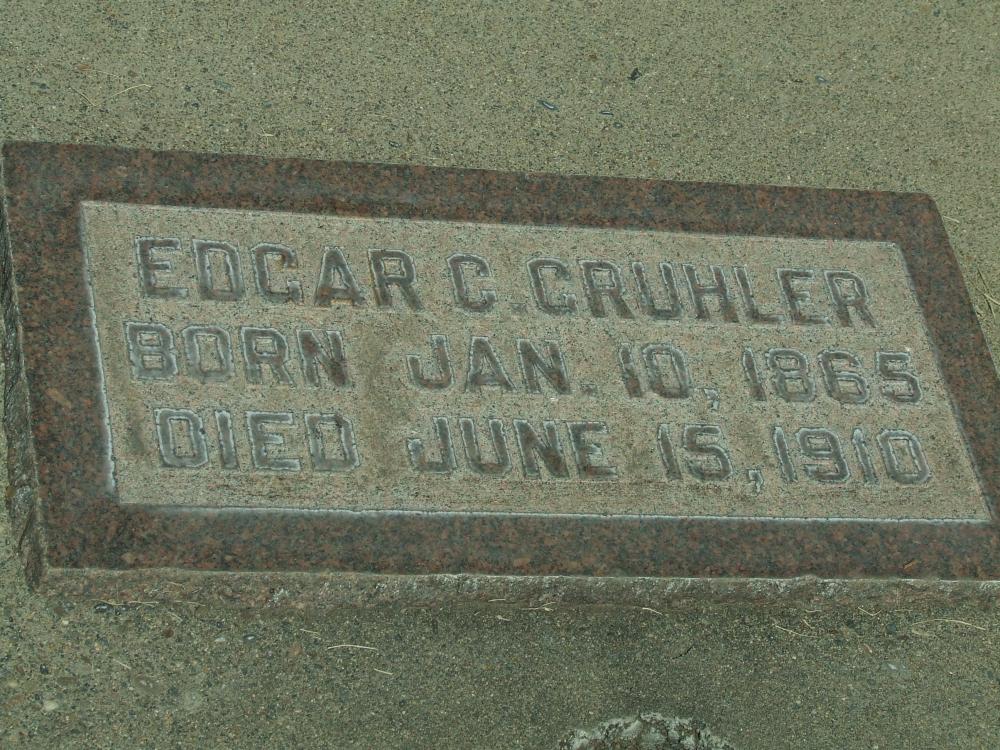 EDGAR C. GRUHLER
BORN JAN. 10, 1865
DIED JUNE 15, 1910